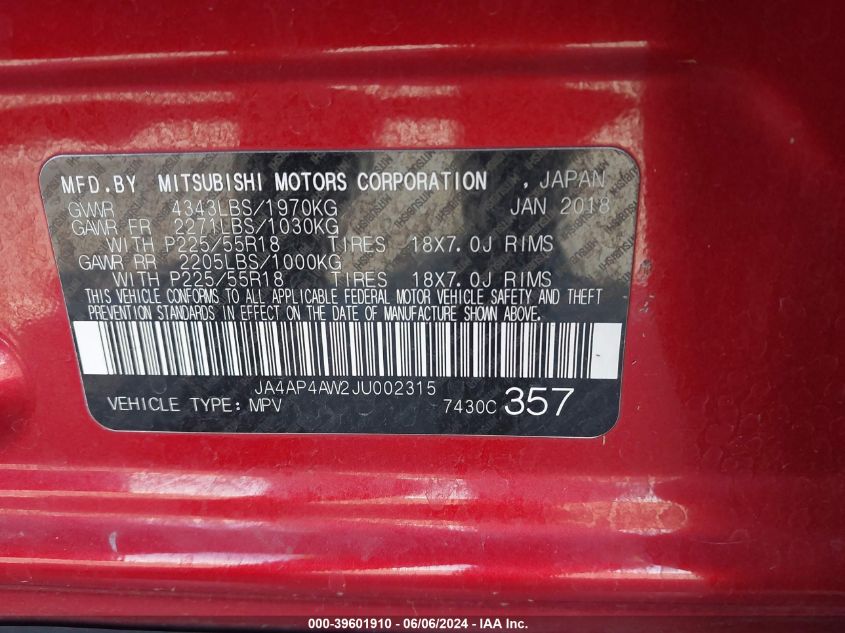 MFD.BY MITSUBISHI MOTORS CORPORATION , JAPAN
GVWR 4343LBS/1970KG JAN 2018
GAWR FR 2271LBS/1030KG
WITH P225/55R18 TIRES 18X7.0J RIMS
GAWR RR 2205LBS/1000KG
WITH P225/55R18 TIRES 18X7.0J RIMS
THIS VEHICLE CONFORMS TO ALL APPLICABLE FEDERAL MOTOR VEHICLE SAFETY AND THEFT
PREVENTION STANDARDS IN EFFECT ON THE DATE OF MANUFACTURE SHOWN ABOVE.
JA4AP4AW2JU002315
VEHICLE TYPE: MPV 7430C 357
000-39601910 - 06/06/2024 - IAAI.com